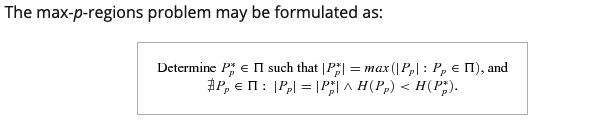 The max-p-regions problem may be formulated as:
Determine P*ₚ ∈ Π such that |P*ₚ| = max(|Pₚ| : Pₚ ∈ Π), and
∄Pₚ ∈ Π : |Pₚ| = |P*ₚ| ∧ H(Pₚ) < H(P*ₚ).